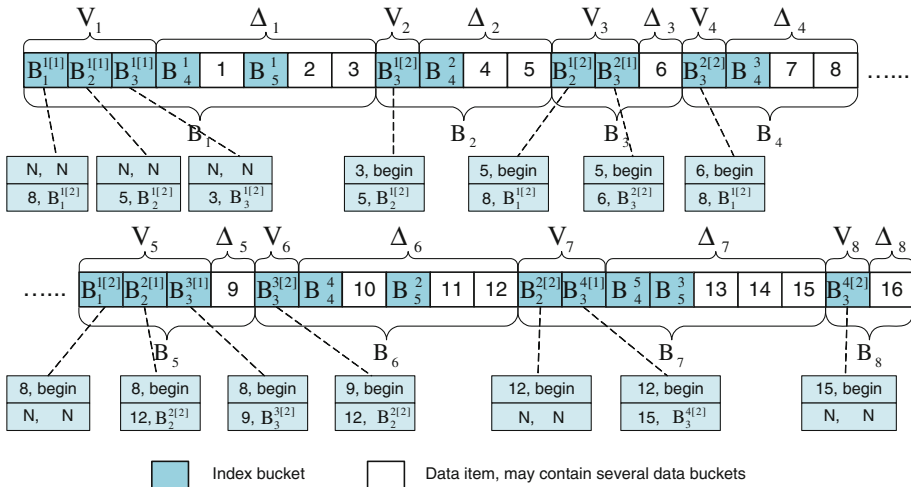 V₁ Δ₁ V₂ Δ₂ V₃ Δ₃ V₄ Δ₄
B₁^1[1] B₂^1[1] B₃^1[1] B₄^1 1 B₅^1 2 3 B₃^1[2] B₄^2 4 5 B₂^1[2] B₃^2[1] 6 B₃^2[2] B₄^3 7 8 ......
B₁ B₂ B₃ B₄
N, N N, N N, N 3, begin 5, begin 5, begin 6, begin
8, B₁^1[2] 5, B₂^1[2] 3, B₃^1[2] 5, B₂^1[2] 8, B₁^1[2] 6, B₃^2[2] 8, B₁^1[2]
V₅ Δ₅ V₆ Δ₆ V₇ Δ₇ V₈ Δ₈
...... B₁^1[2] B₂^2[1] B₃^3[1] 9 B₃^3[2] B₄^4 10 B₅^2 11 12 B₂^2[2] B₃^4[1] B₄^5 B₅^3 13 14 15 B₃^4[2] 16
B₅ B₆ B₇ B₈
8, begin 8, begin 8, begin 9, begin 12, begin 12, begin 15, begin
N, N 12, B₂^2[2] 9, B₃^3[2] 12, B₂^2[2] N, N 15, B₃^4[2] N, N
Index bucket Data item, may contain several data buckets